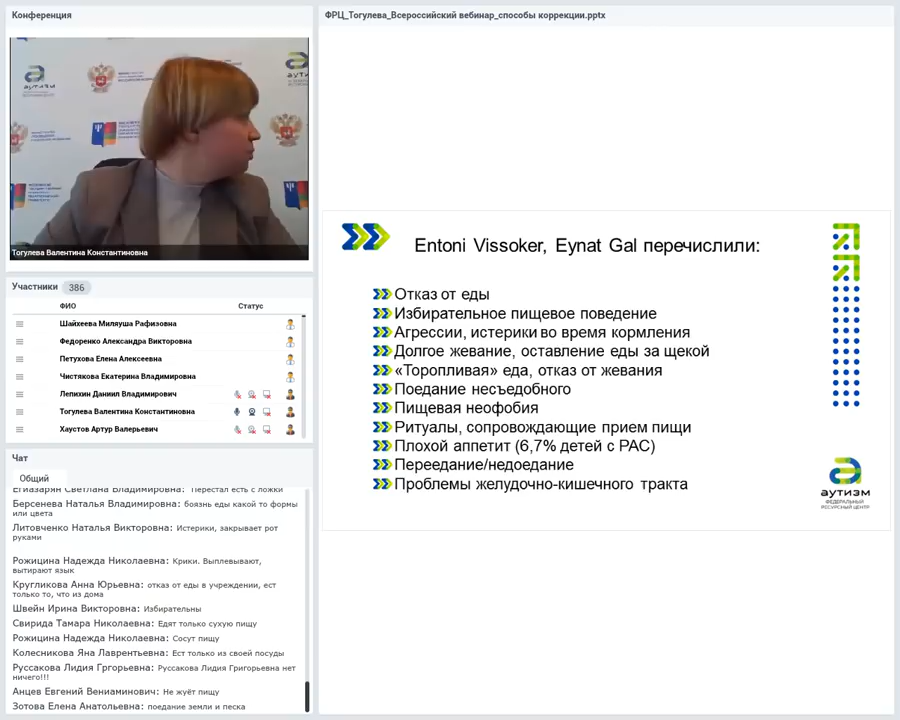 Конференция
аутизм
Тогулева Валентина Константиновна
Участники 386
ФИО Статус
Шайхеева Миляуша Рафизовна
Федоренко Александра Викторовна
Петухова Елена Алексеевна
Чистякова Екатерина Владимировна
Лепихин Даниил Владимирович
Тогулева Валентина Константиновна
Хаустов Артур Валерьевич
Чат
Общий
Егиазарян Светлана Владимировна: Перестал есть с ложки
Берсенева Наталья Владимировна: боязнь еды какой то формы
или цвета
Литовченко Наталья Викторовна: Истерики, закрывает рот
руками
Рожицина Надежда Николаевна: Крики. Выплевывают,
вытирают язык
Кругликова Анна Юрьевна: отказ от еды в учреждении, ест
только то, что из дома
Швейн Ирина Викторовна: Избирательны
Свирида Тамара Николаевна: Едят только сухую пищу
Рожицина Надежда Николаевна: Сосут пищу
Колесникова Яна Лаврентьевна: Ест только из своей посуды
Руссакова Лидия Гргорьевна: Руссакова Лидия Григорьевна нет
ничего!!!
Анцев Евгений Вениаминович: Не жуёт пищу
Зотова Елена Анатольевна: поедание земли и песка
ФРЦ_Тогулева_Всероссийский вебинар_способы коррекции.pptx
Entoni Vissoker, Eynat Gal перечислили:
Отказ от еды
Избирательное пищевое поведение
Агрессии, истерики во время кормления
Долгое жевание, оставление еды за щекой
«Торопливая» еда, отказ от жевания
Поедание несъедобного
Пищевая неофобия
Ритуалы, сопровождающие прием пищи
Плохой аппетит (6,7% детей с РАС)
Переедание/недоедание
Проблемы желудочно-кишечного тракта
аутизм
ФЕДЕРАЛЬНЫЙ
РЕСУРСНЫЙ ЦЕНТР